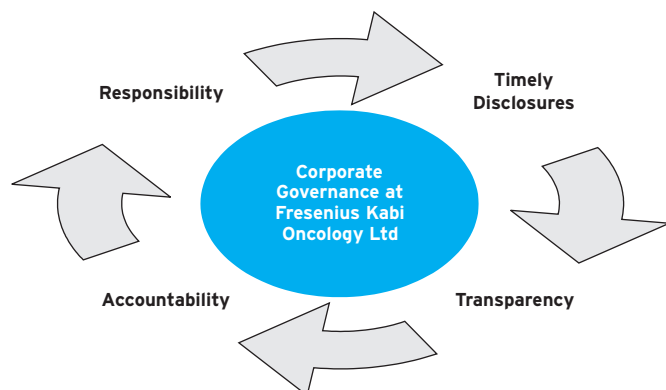 Responsibility
Timely
Disclosures
Corporate
Governance at
Fresenius Kabi
Oncology Ltd
Accountability
Transparency